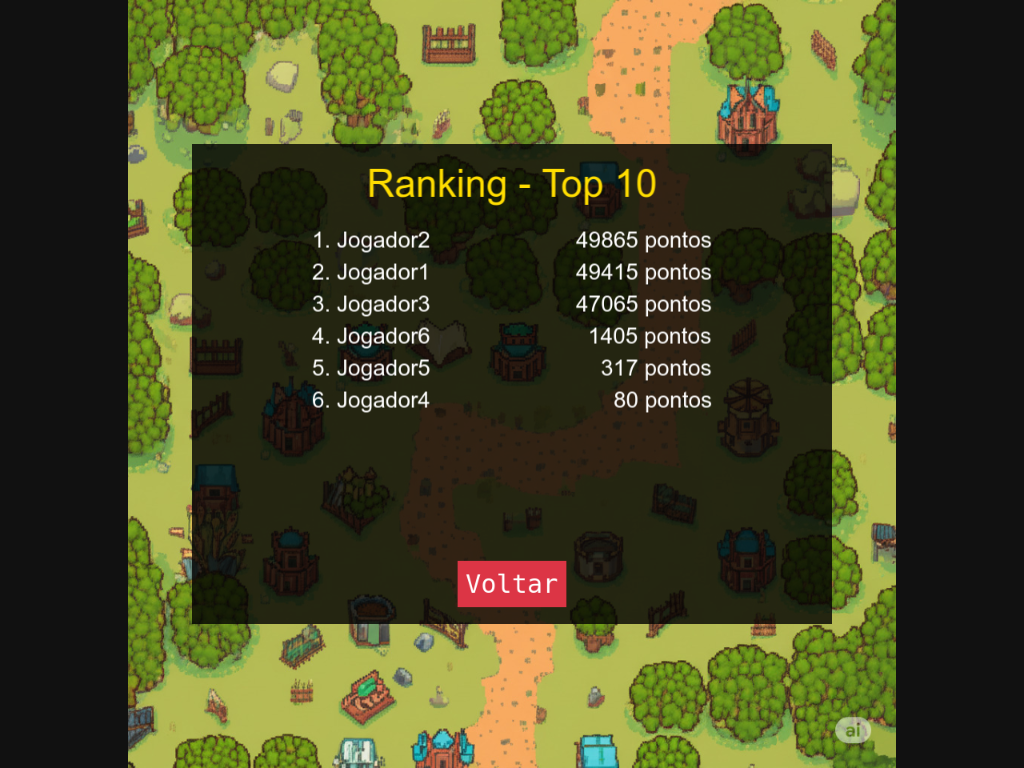 Ranking - Top 10
1. Jogador2 49865 pontos
2. Jogador1 49415 pontos
3. Jogador3 47065 pontos
4. Jogador6 1405 pontos
5. Jogador5 317 pontos
6. Jogador4 80 pontos
Voltar
ai